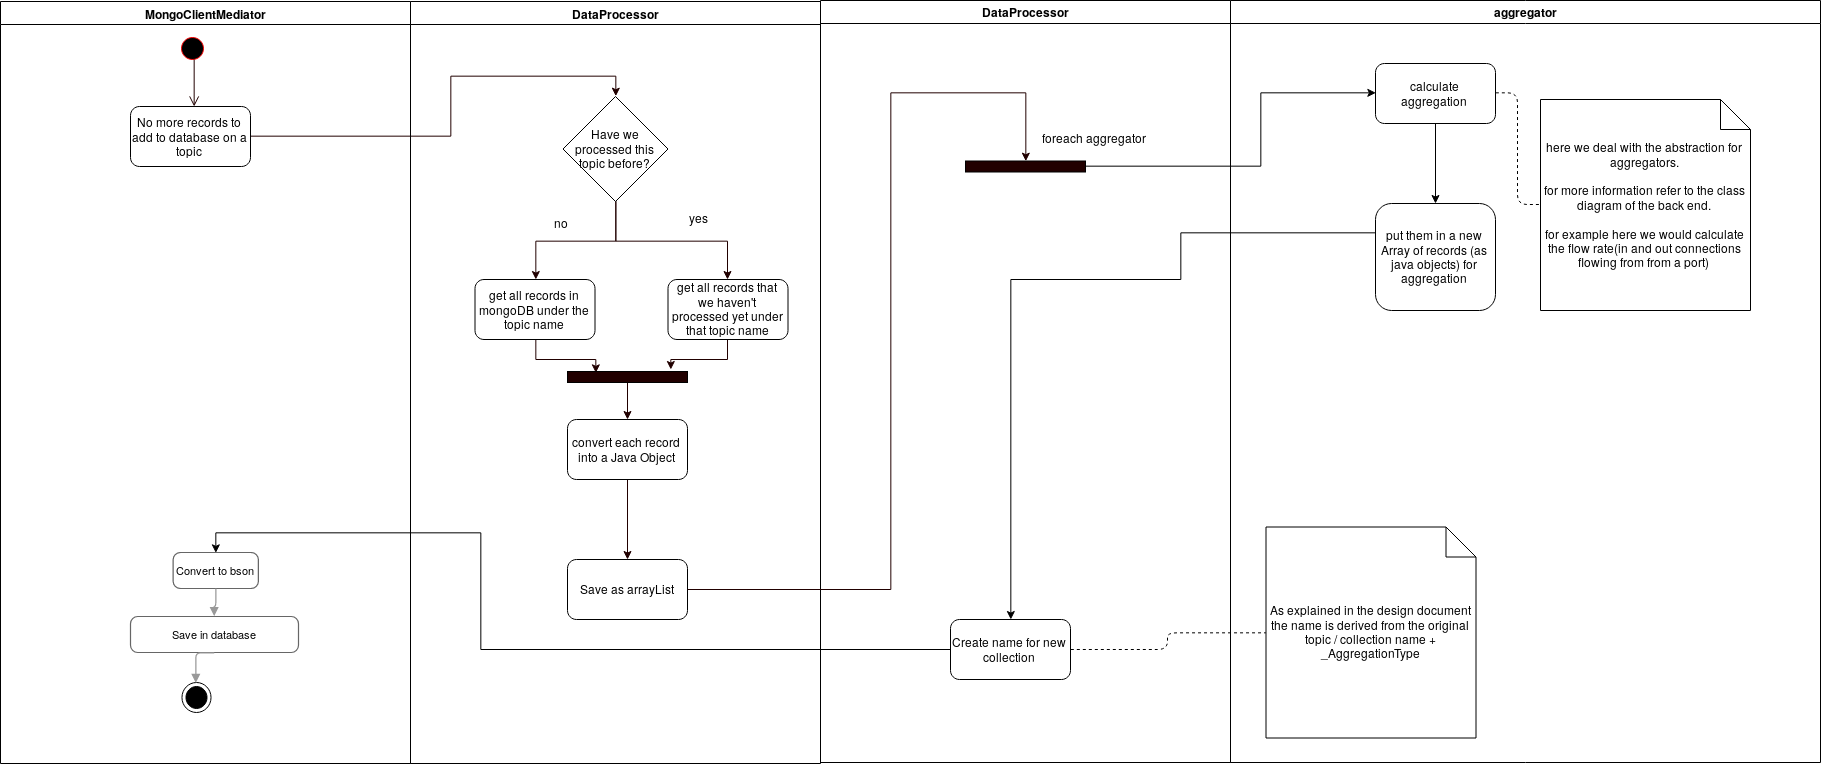 MongoClientMediator
DataProcessor
DataProcessor
aggregator
No more records to
add to database on a
topic
Have we
processed this
topic before?
no
yes
get all records in
mongoDB under the
topic name
get all records that
we haven't
processed yet under
that topic name
convert each record
into a Java Object
Save as arrayList
foreach aggregator
calculate
aggregation
here we deal with the abstraction for
aggregators.
for more information refer to the class
diagram of the back end.
for example here we would calculate
the flow rate(in and out connections
flowing from from a port)
put them in a new
Array of records (as
java objects) for
aggregation
Create name for new
collection
As explained in the design document
the name is derived from the original
topic / collection name +
_AggregationType
Convert to bson
Save in database